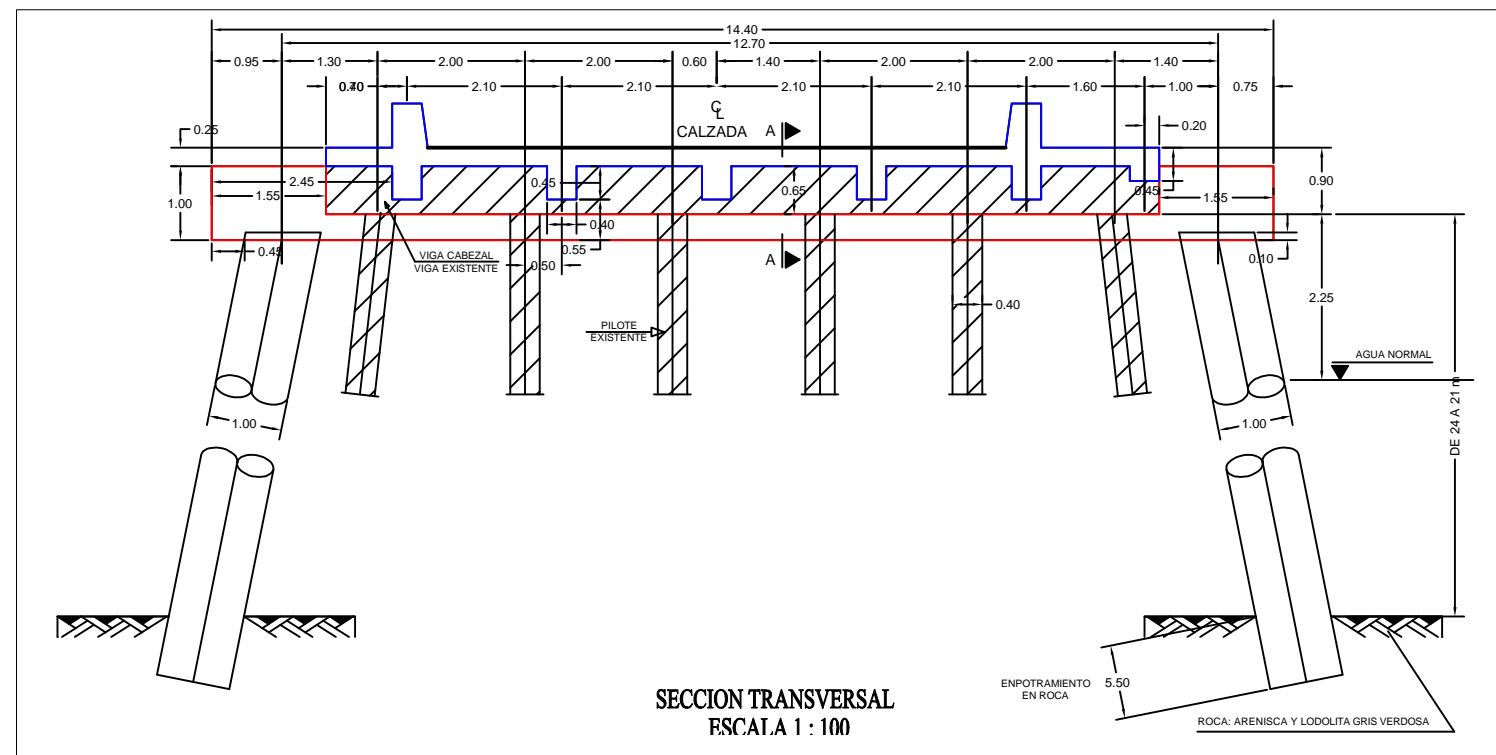 14.40
12.70
0.95 1.30 2.00 2.00 0.60 1.40 2.00 2.00 1.40
2.10 2.10 2.10 2.10 1.60 1.00 0.75
0.25
CL
CALZADA
A
0.20
1.00
2.45
1.55
0.45
0.65
0.45
1.55
0.90
0.40
0.55
0.45
VIGA CABEZAL
VIGA EXISTENTE
0.50
A
0.10
2.25
0.40
PILOTE
EXISTENTE
AGUA NORMAL
1.00
1.00
DE 24 A 21 m
ENPOTRAMIENTO
EN ROCA
5.50
SECCION TRANSVERSAL
ESCALA 1 : 100
ROCA: ARENISCA Y LODOLITA GRIS VERDOSA